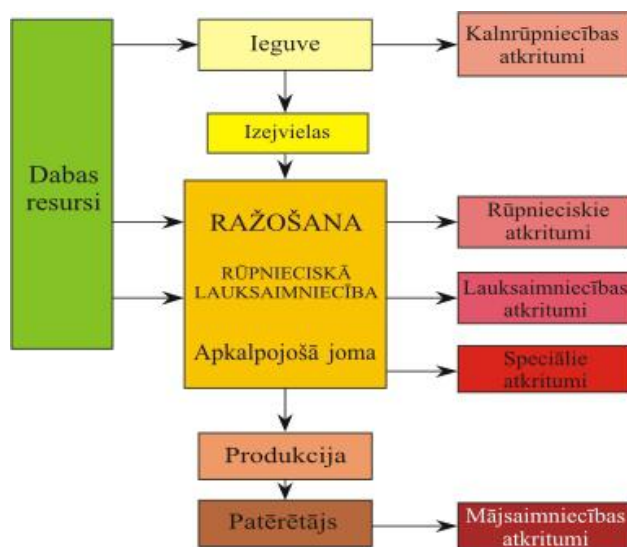 Ieguve
Kalnrūpniecības
atkritumi
Izejvielas
Dabas
resursi
RAŽOŠANA
RŪPNIECISKĀ
LAUKSAIMNIECĪBA
Apkalpojošā joma
Rūpnieciskie
atkritumi
Lauksaimniecības
atkritumi
Speciālie
atkritumi
Produkcija
Patērētājs
Mājsaimniecības
atkritumi